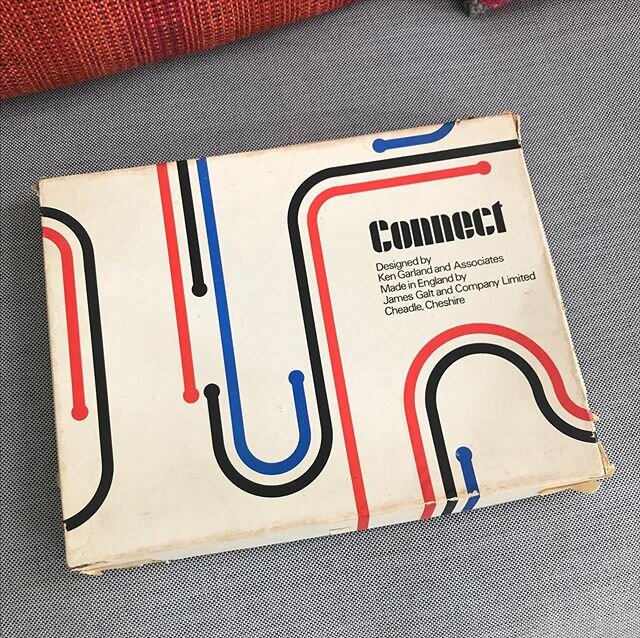 Connect
Designed by
Ken Garland and Associates
Made in England by
James Galt and Company Limited
Cheadle, Cheshire